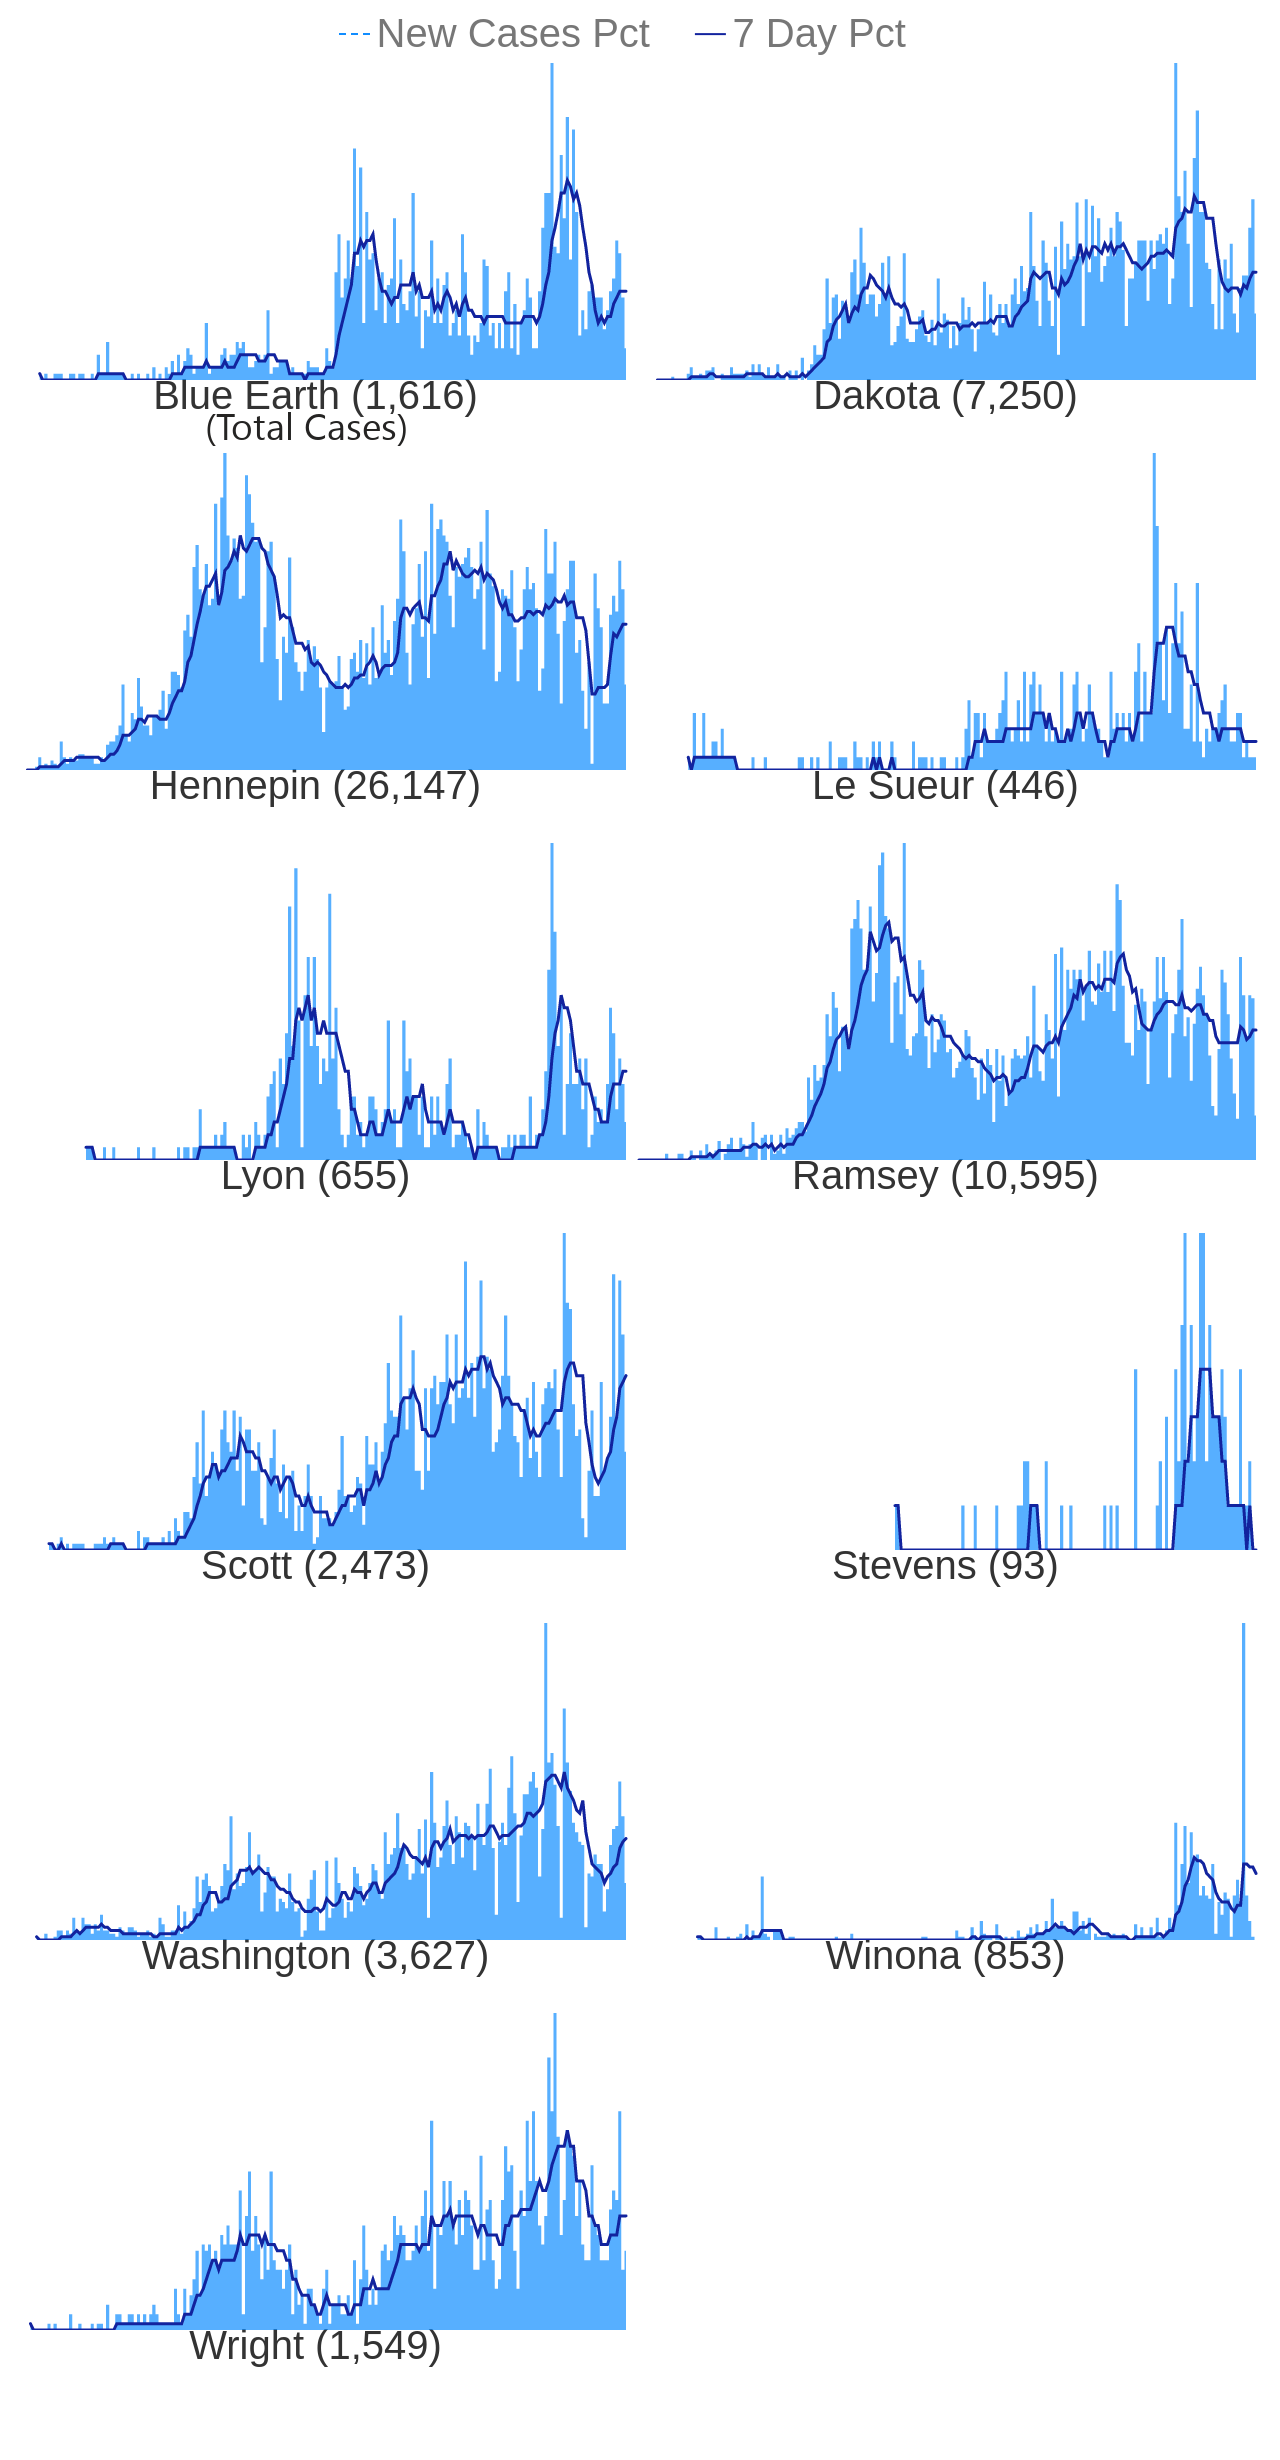 New Cases Pct 7 Day Pct
Blue Earth (1,616) Dakota (7,250)
(Total Cases)
Hennepin (26,147) Le Sueur (446)
Lyon (655) Ramsey (10,595)
Scott (2,473) Stevens (93)
Washington (3,627) Winona (853)
Wright (1,549)